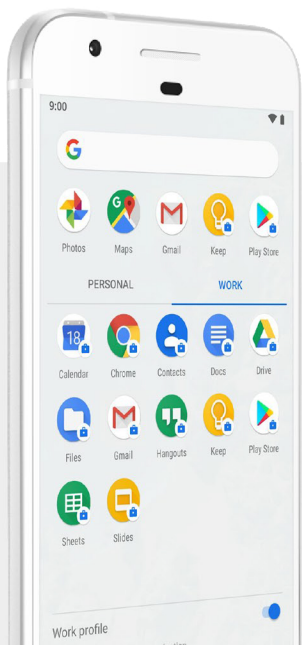 9:00
G
Photos Maps Gmail Keep Play Store
PERSONAL WORK
18
Calendar Chrome Contacts Docs Drive
Files Gmail Hangouts Keep Play Store
Sheets Slides
Work profile